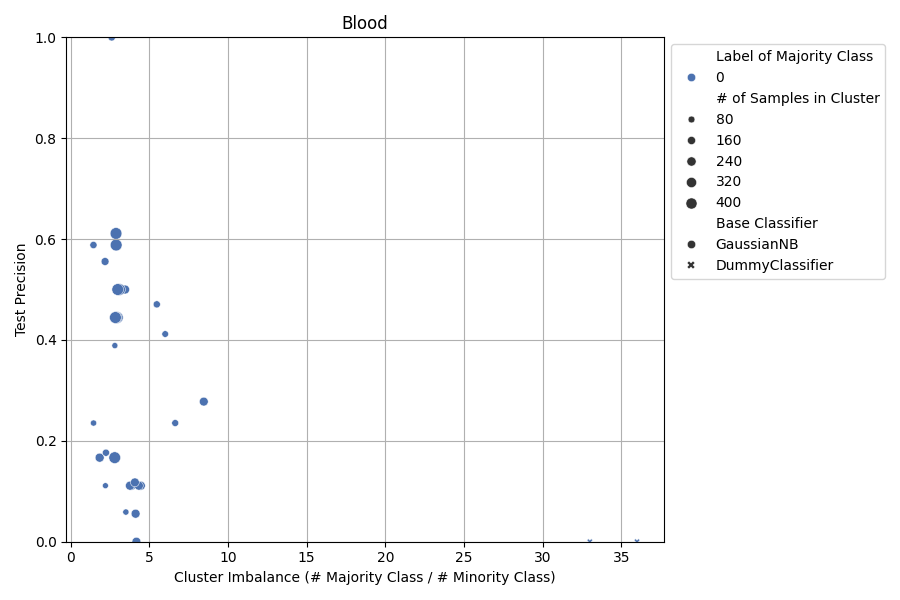 Blood
1.0
0.8
0.6
0.4
0.2
0.0
Test Precision
0
5
10
15
20
25
30
35
Cluster Imbalance (# Majority Class / # Minority Class)
Label of Majority Class
0
# of Samples in Cluster
80
160
240
320
400
Base Classifier
GaussianNB
DummyClassifier